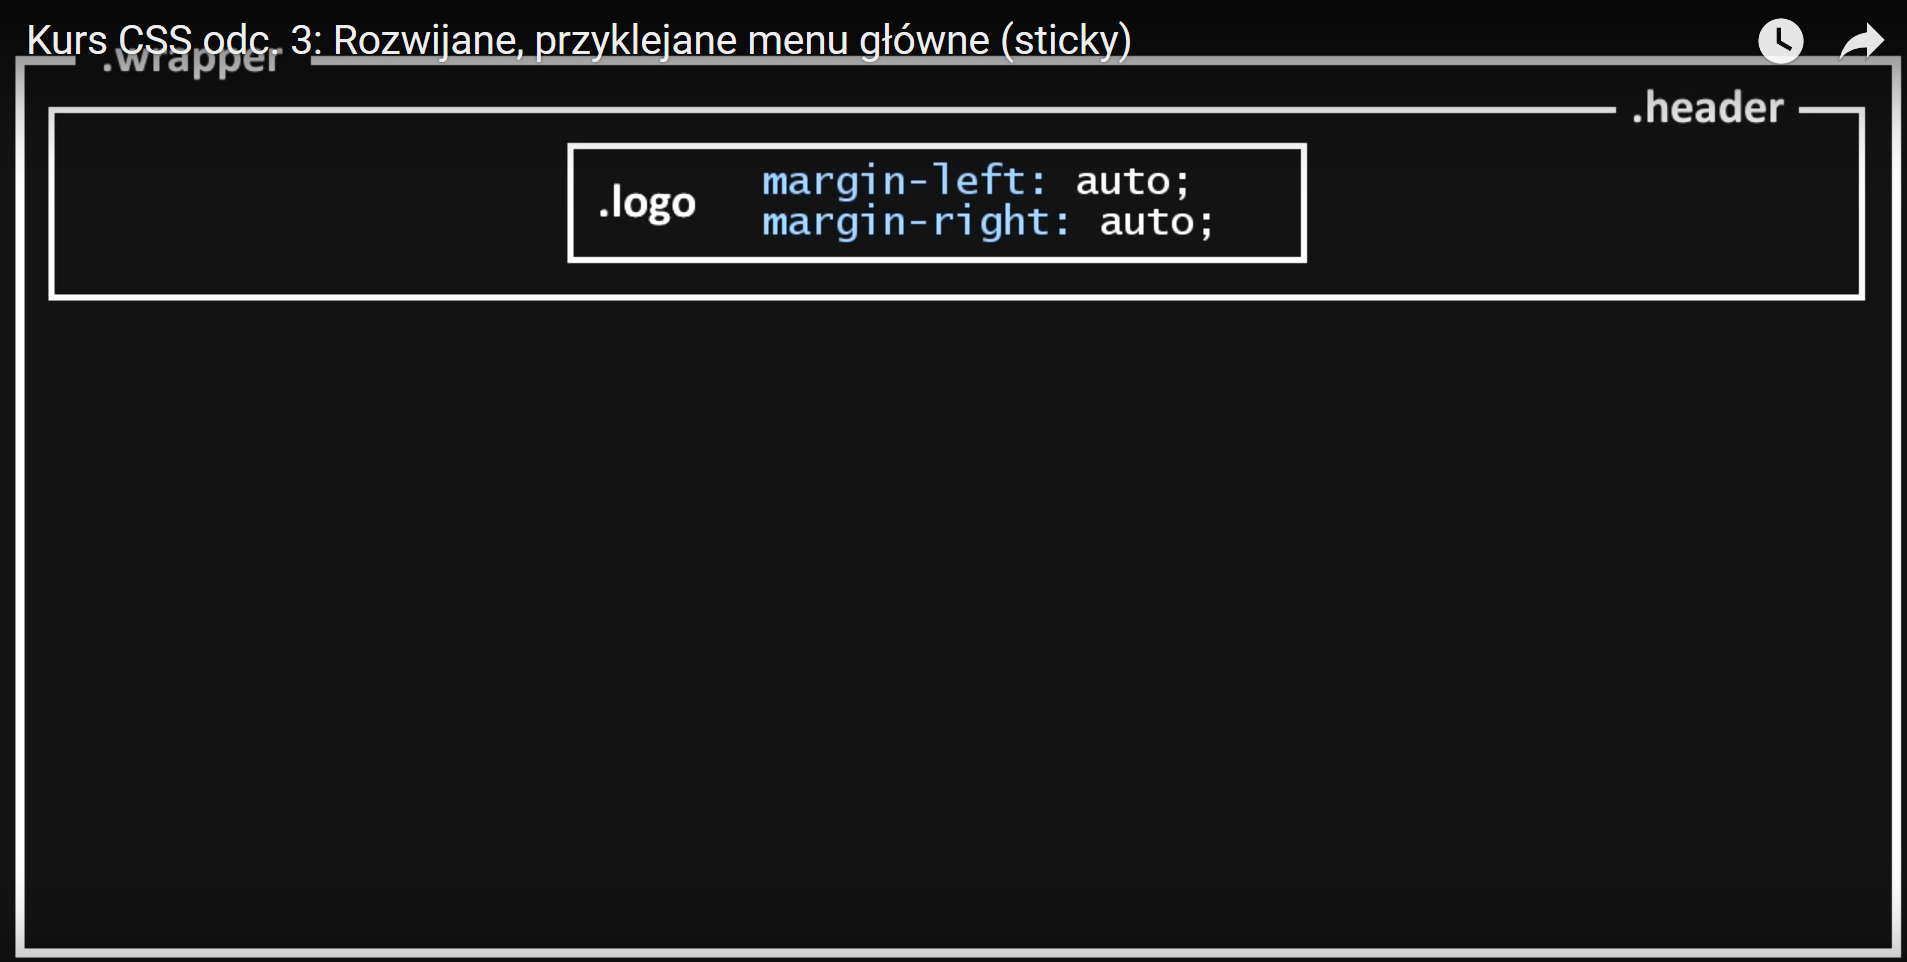 Kurs CSS odc. 3: Rozwijane, przyklejane menu główne (sticky)
.wrapper
.header
.logo
margin-left: auto;
margin-right: auto;